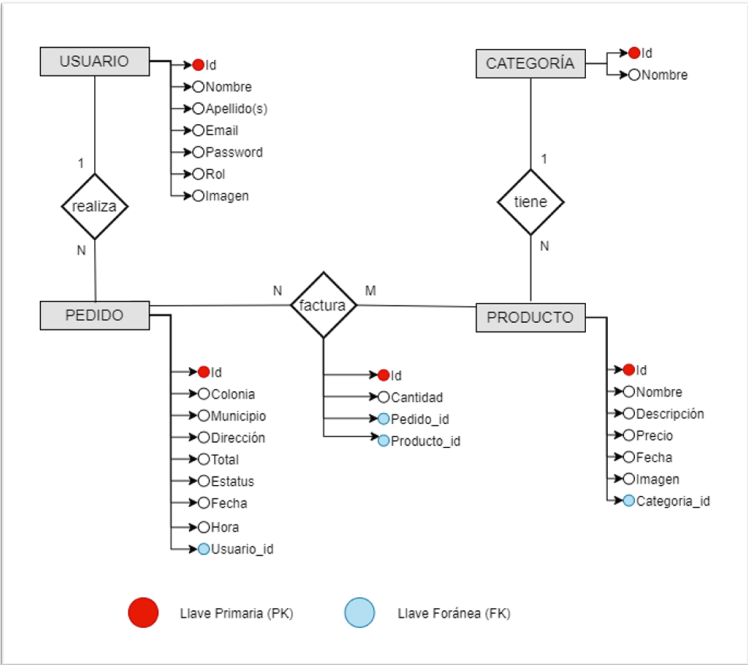 USUARIO
Id
Nombre
Apellido(s)
Email
Password
Rol
Imagen
CATEGORÍA
Id
Nombre
1
realiza
N
1
tiene
N
PEDIDO
N
factura
M
PRODUCTO
Id
Colonia
Municipio
Dirección
Total
Estatus
Fecha
Hora
Usuario_id
Id
Cantidad
Pedido_id
Producto_id
Id
Nombre
Descripción
Precio
Fecha
Imagen
Categoria_id
Llave Primaria (PK)
Llave Foránea (FK)